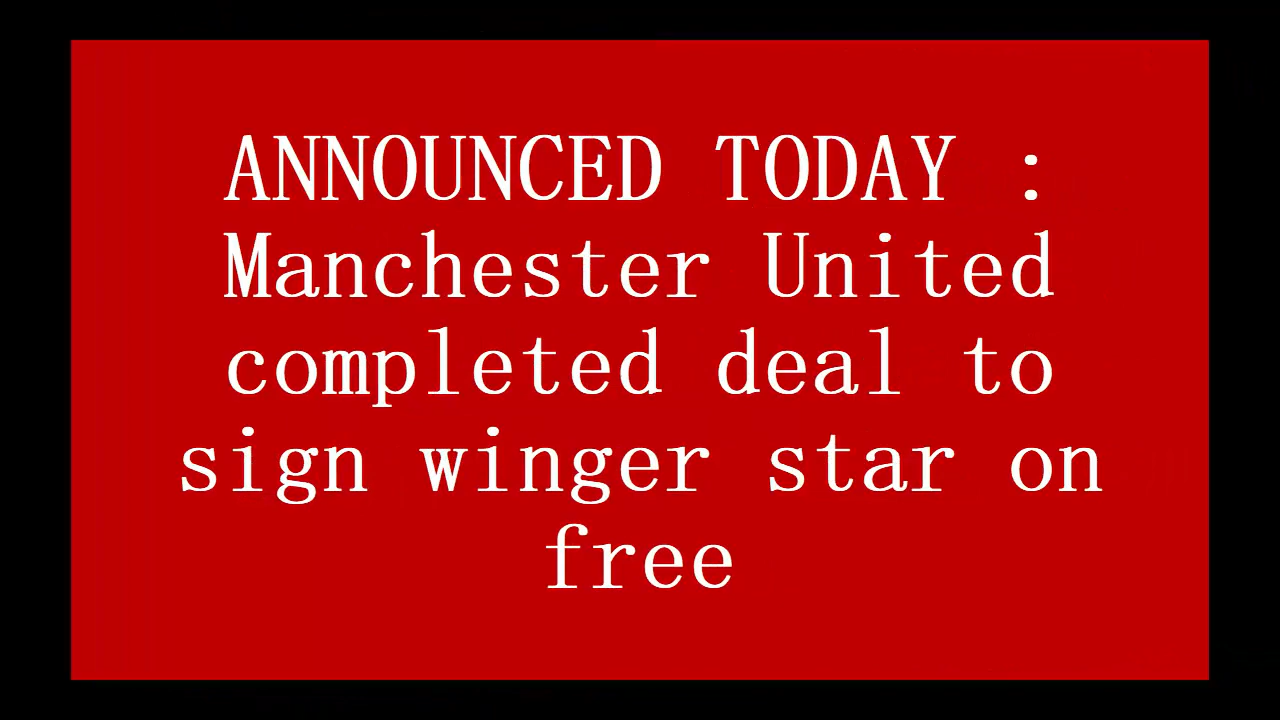 ANNOUNCED TODAY :
Manchester United
completed deal to
sign winger star on
free